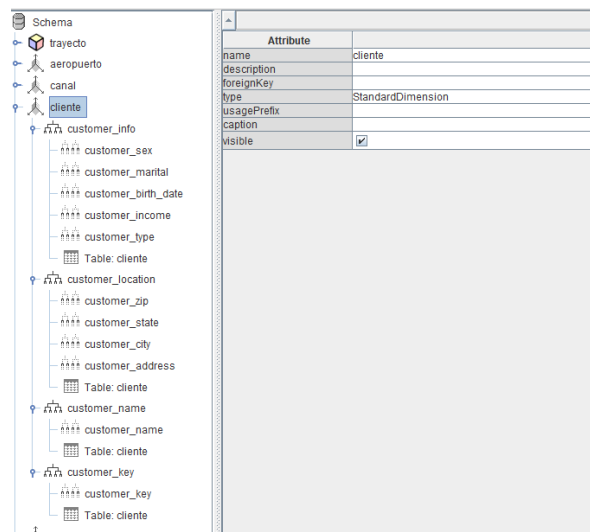 Schema
trayecto
aeropuerto
canal
cliente
customer_info
customer_sex
customer_marital
customer_birth_date
customer_income
customer_type
Table: cliente
customer_location
customer_zip
customer_state
customer_city
customer_address
Table: cliente
customer_name
customer_name
Table: cliente
customer_key
customer_key
Table: cliente
Attribute
name cliente
description
foreignKey
type StandardDimension
usagePrefix
caption
visible